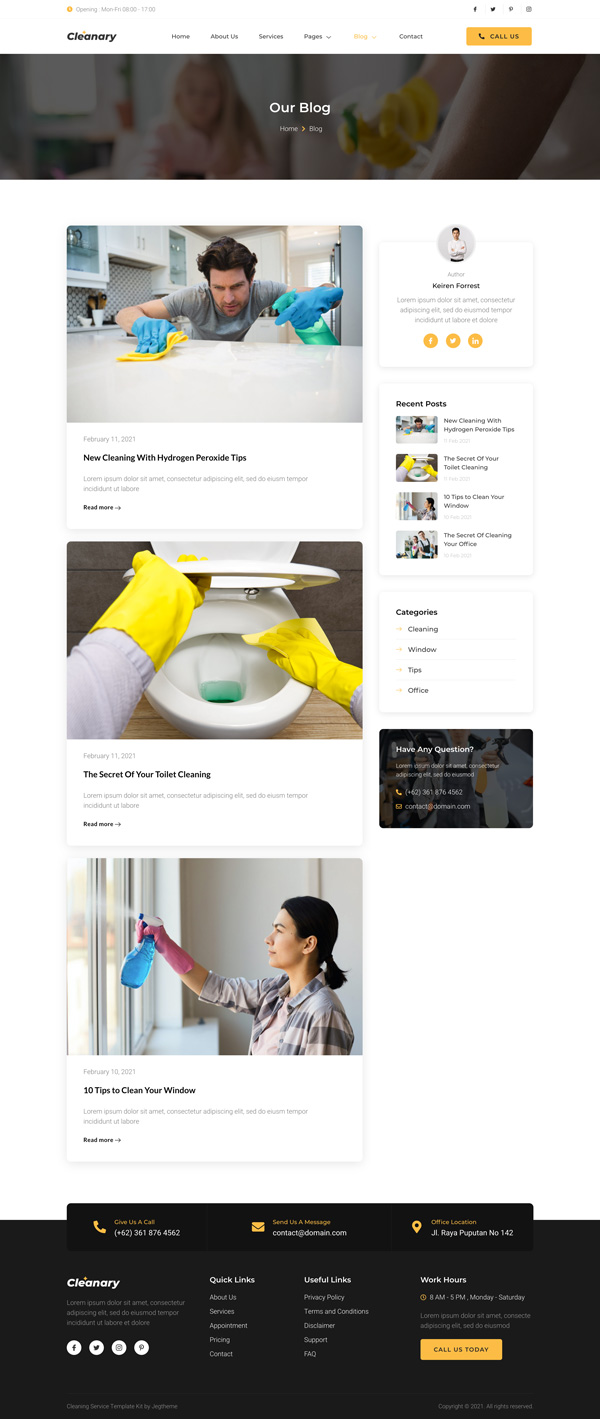 Opening : Mon-Fri 08:00 - 17:00
Cleanary
Home
About Us
Services
Pages
Blog
Contact
CALL US
Our Blog
Home
Blog
February 11, 2021
New Cleaning With Hydrogen Peroxide Tips
Lorem ipsum dolor sit amet, consectetur adipiscing elit, sed do eiusm tempor
incididunt ut labore
Read more
February 11, 2021
The Secret Of Your Toilet Cleaning
Lorem ipsum dolor sit amet, consectetur adipiscing elit, sed do eiusm tempor
incididunt ut labore
Read more
February 10, 2021
10 Tips to Clean Your Window
Lorem ipsum dolor sit amet, consectetur adipiscing elit, sed do eiusm tempor
incididunt ut labore
Read more
Author
Keiren Forrest
Lorem ipsum dolor sit amet, consectetur
adipiscing elit, sed do eiusmod tempor
incididunt ut labore et dolore
Recent Posts
New Cleaning With
Hydrogen Peroxide Tips
11 Feb 2021
The Secret Of Your
Toilet Cleaning
11 Feb 2021
10 Tips to Clean Your
Window
10 Feb 2021
The Secret Of Cleaning
Your Office
10 Feb 2021
Categories
Cleaning
Window
Tips
Office
Have Any Question?
Lorem ipsum dolor sit amet, consectetur
adipiscing elit, sed do eiusmod
(+62) 361 876 4562
contact@domain.com
Give Us A Call
(+62) 361 876 4562
Send Us A Message
contact@domain.com
Office Location
Jl. Raya Puputan No 142
Cleanary
Lorem ipsum dolor sit amet, consectetur
adipiscing elit, sed do eiusmod tempor
incididunt ut labore et dolore
Quick Links
About Us
Services
Appointment
Pricing
Contact
Useful Links
Privacy Policy
Terms and Conditions
Disclaimer
Support
FAQ
Work Hours
8 AM - 5 PM , Monday - Saturday
Lorem ipsum dolor sit amet, consecte
adipiscing elit, sed do eiusmod
CALL US TODAY
Cleaning Service Template Kit by Jegtheme
Copyright © 2021. All rights reserved.